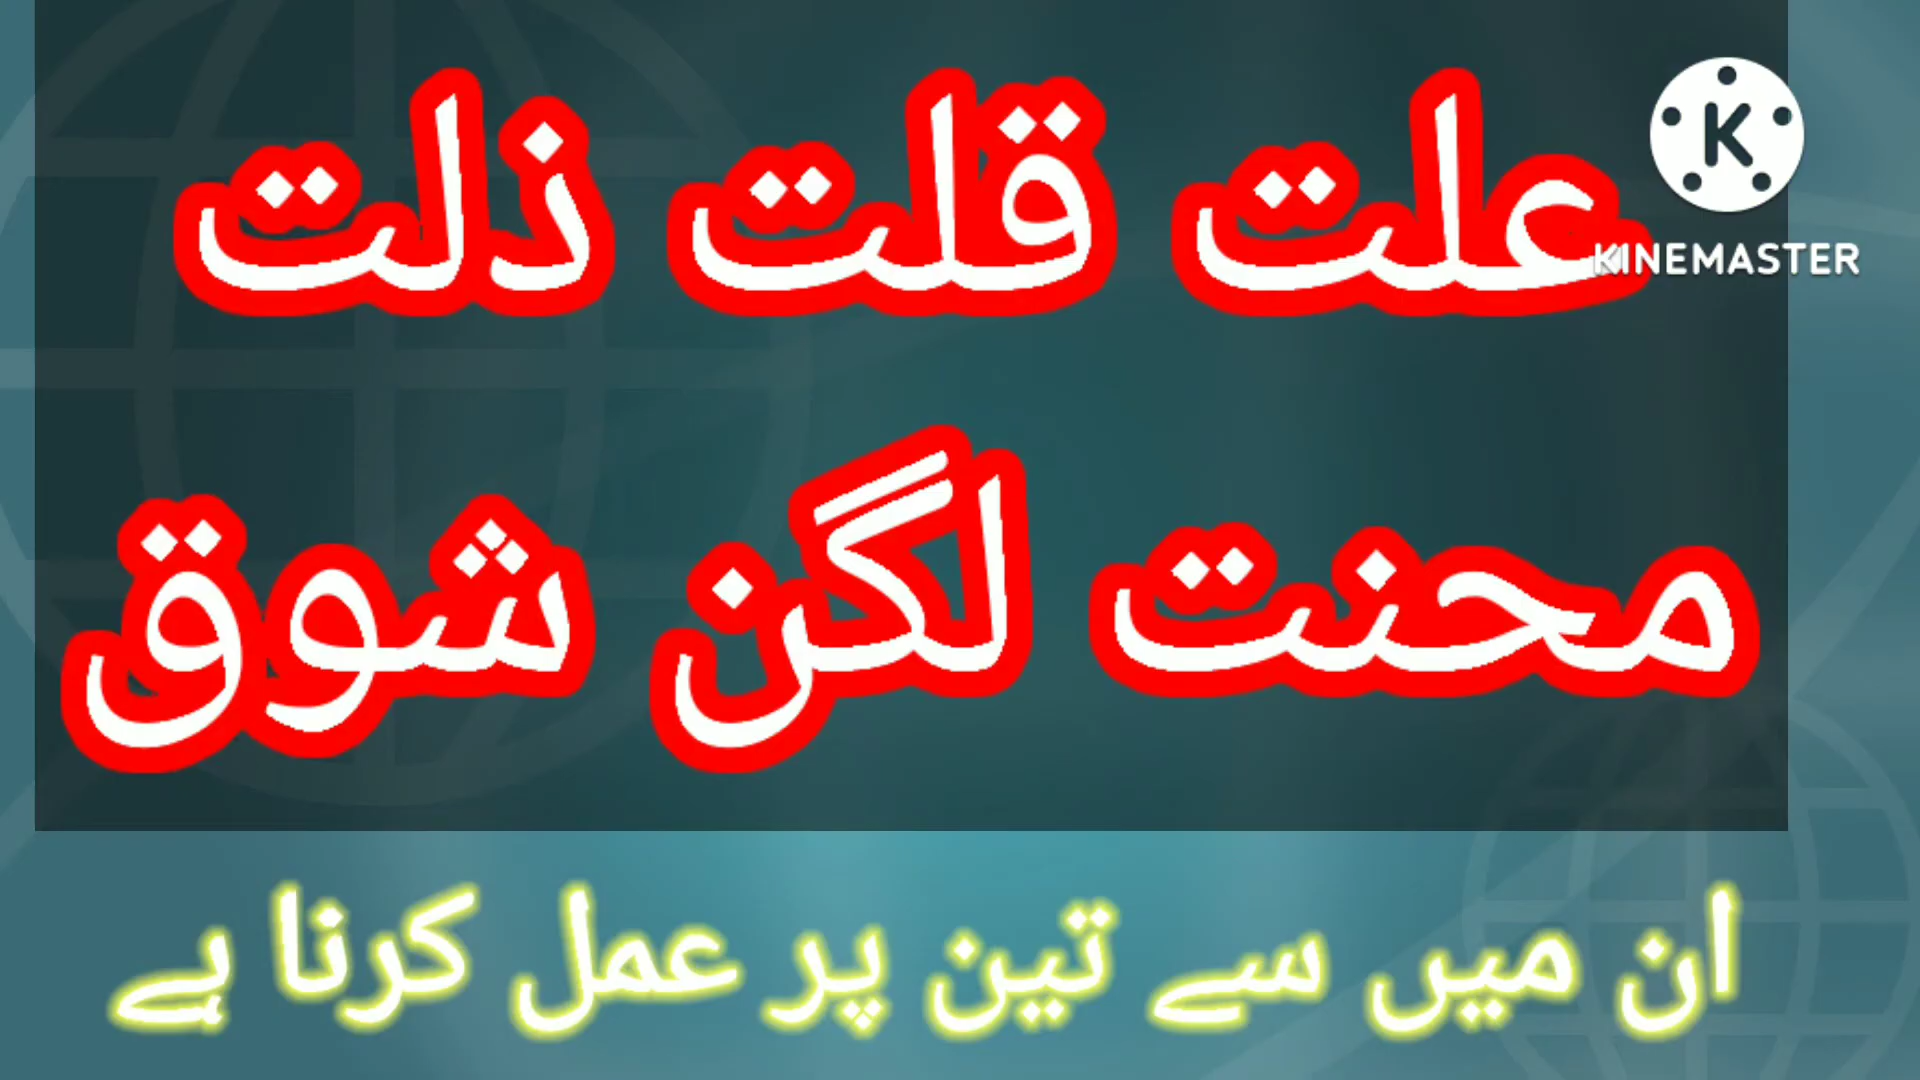 علت قلت ذلت
KINEMASTER
محنت لگن شوق
ان میں سے تین پر عمل کرنا ہے